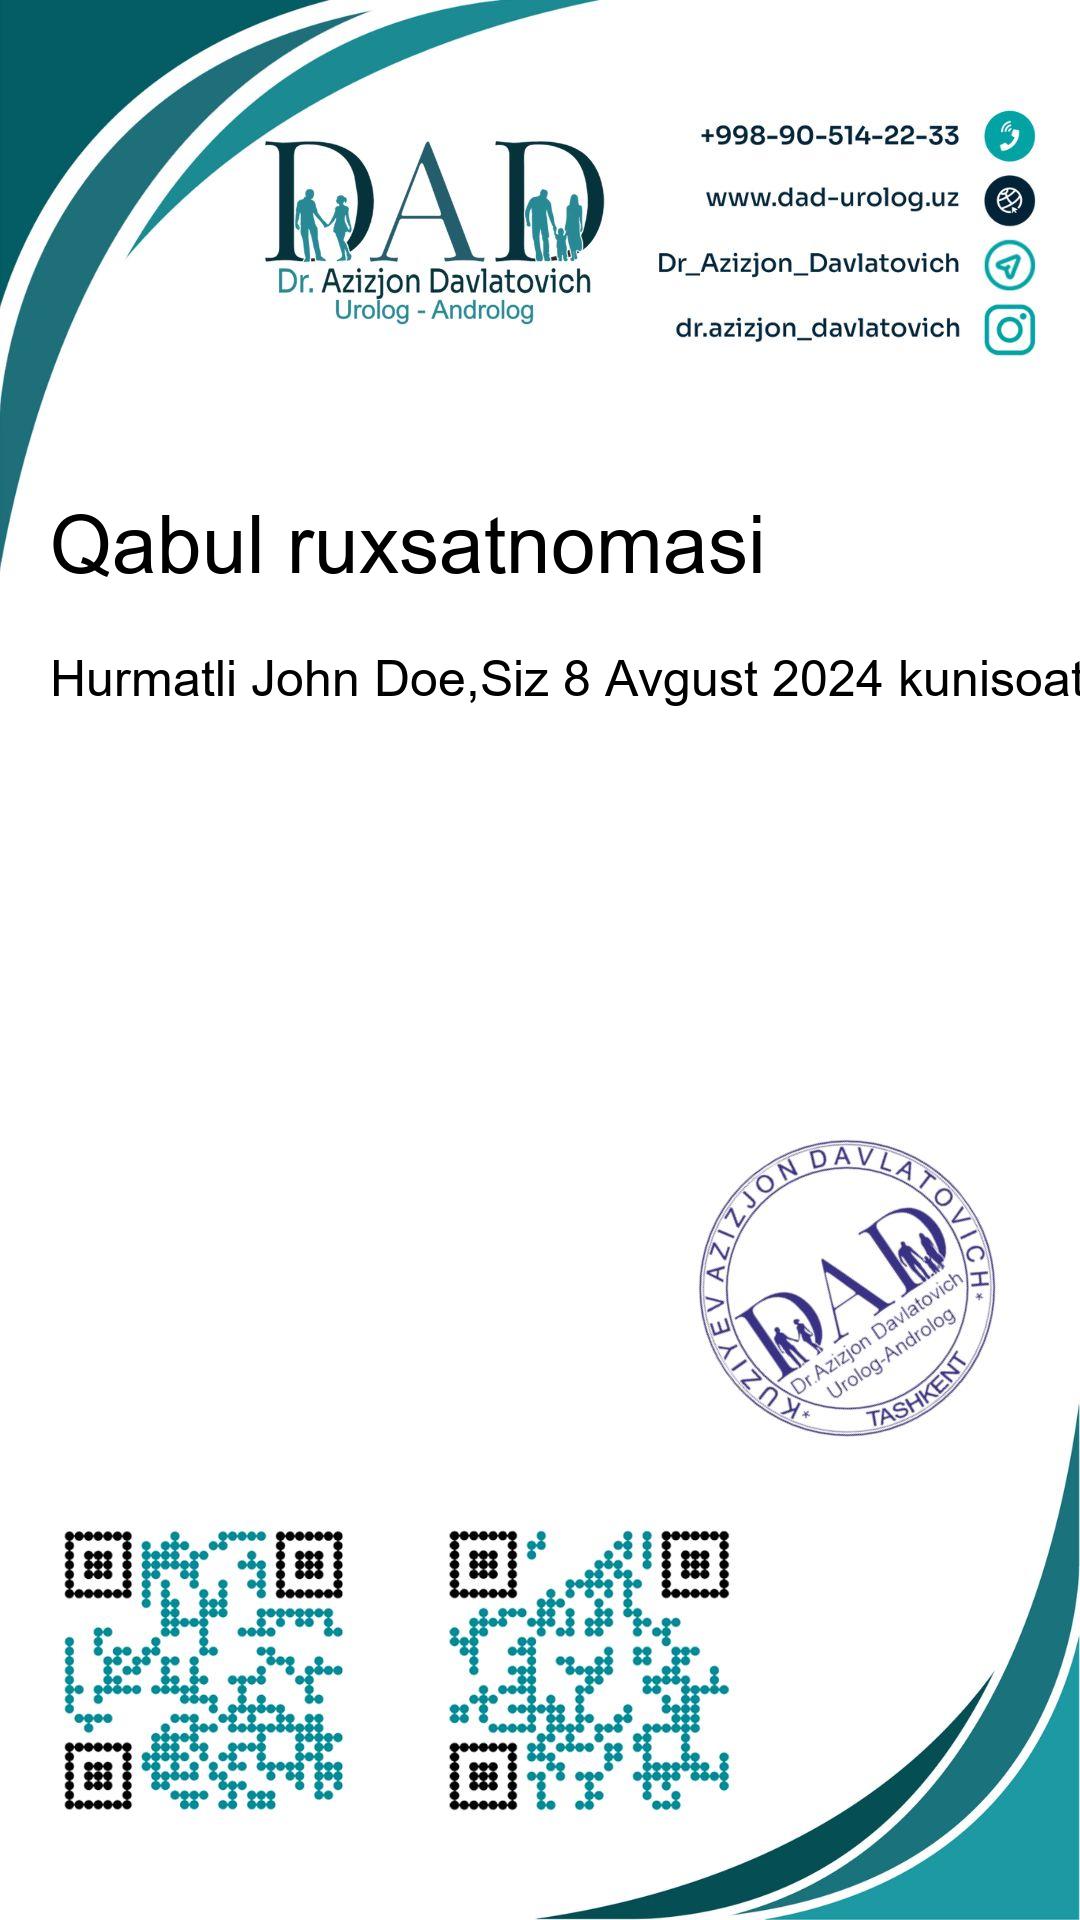 DAD
Dr. Azizjon Davlatovich
Urolog - Androlog
+998-90-514-22-33
www.dad-urolog.uz
Dr_Azizjon_Davlatovich
dr.azizjon_davlatovich
Qabul ruxsatnomasi
Hurmatli John Doe,Siz 8 Avgust 2024 kunisoat
*KUZIYEV AZIZJON DAVLATOVICH*
DAD
Dr.Azizjon Davlatovich
Urolog-Androlog
TASHKENT